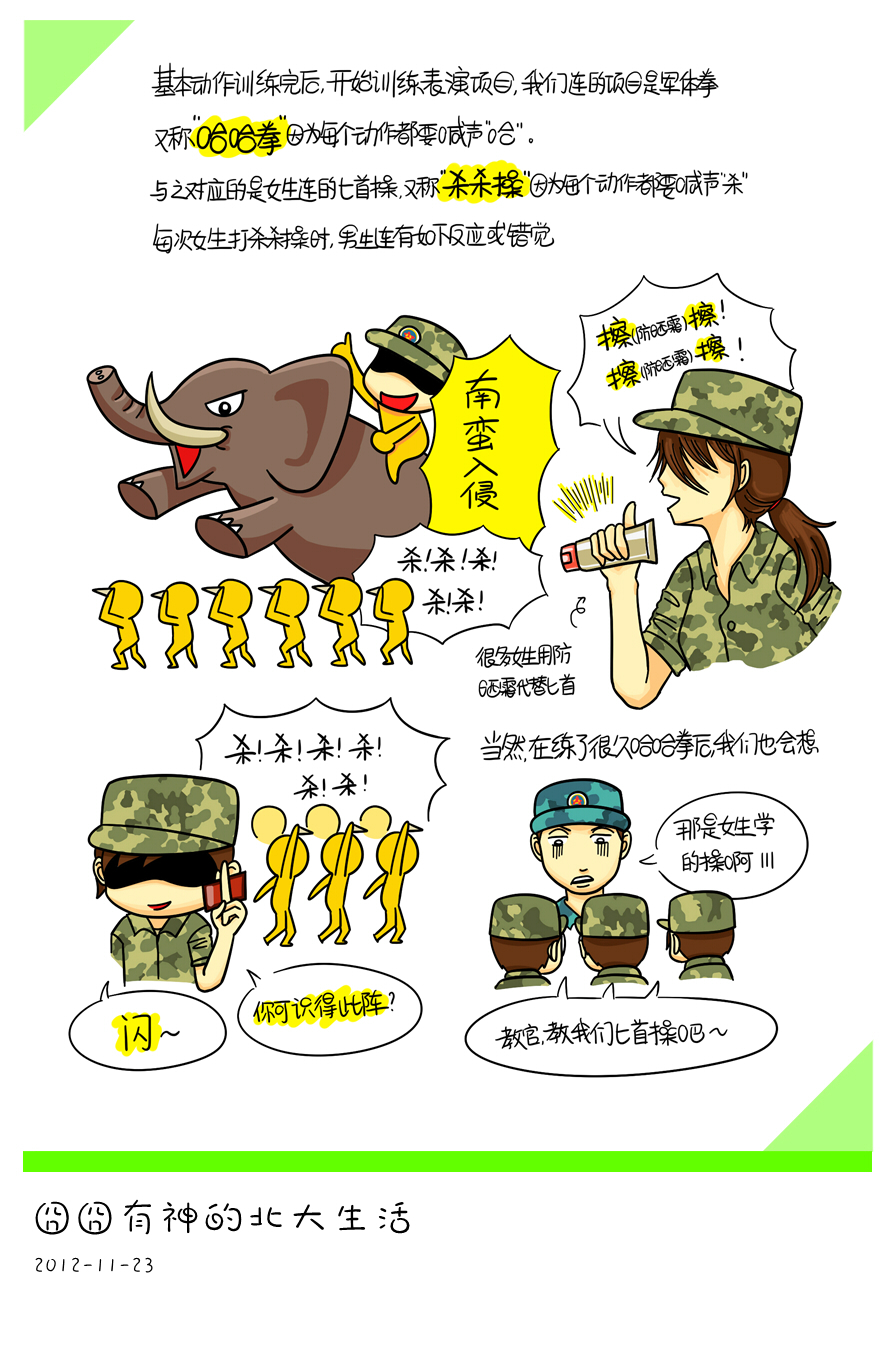 基本动作训练完后,开始训练表演项目,我们连的项目是军体拳
又称"哈哈拳"因为每个动作都要喊声"哈"。
与之对应的是女生连的匕首操,又称"杀杀操"因为每个动作都要喊声"杀"
每次女生打杀杀操时,男生连有如下反应或错觉
擦(防晒霜)擦!
擦(防晒霜)擦!
南蛮入侵
杀!杀!杀!
杀!杀!
很多女生用防
晒霜代替匕首
杀!杀!杀!杀!
杀!杀!
闪~
你可识得此阵?
当然,在练了很久哈哈拳后,我们也会想
那是女生学
的操啊 |||
教官,教我们匕首操吧~
囧囧有神的北大生活
2012-11-23